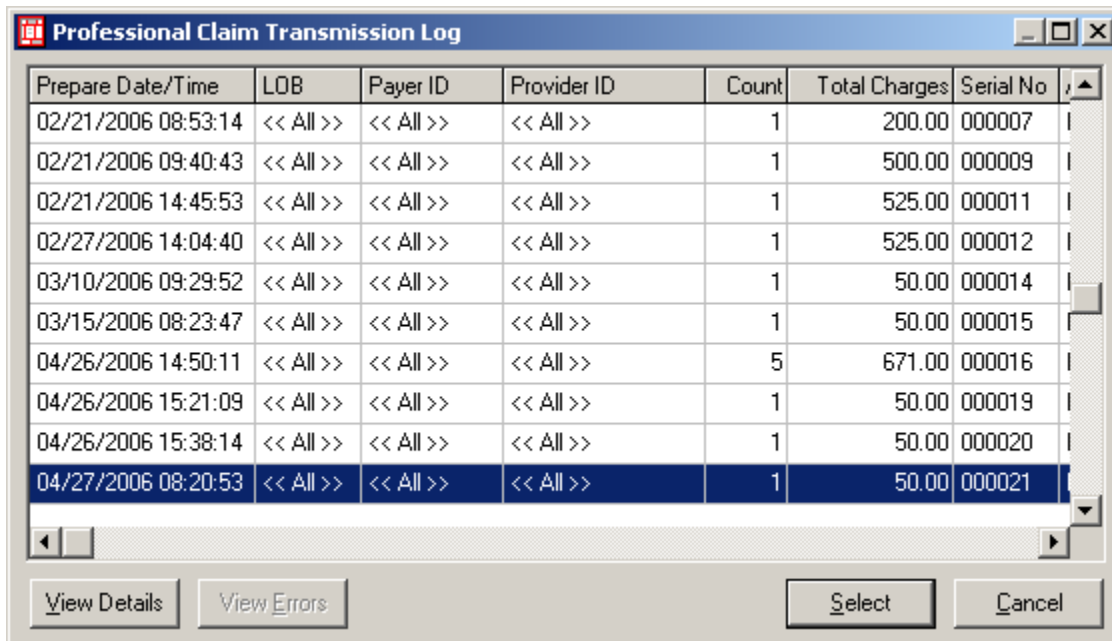 Professional Claim Transmission Log
Prepare Date/Time LOB Payer ID Provider ID Count Total Charges Serial No
02/21/2006 08:53:14 << All >> << All >> << All >> 1 200.00 000007
02/21/2006 09:40:43 << All >> << All >> << All >> 1 500.00 000009
02/21/2006 14:45:53 << All >> << All >> << All >> 1 525.00 000011
02/27/2006 14:04:40 << All >> << All >> << All >> 1 525.00 000012
03/10/2006 09:29:52 << All >> << All >> << All >> 1 50.00 000014
03/15/2006 08:23:47 << All >> << All >> << All >> 1 50.00 000015
04/26/2006 14:50:11 << All >> << All >> << All >> 5 671.00 000016
04/26/2006 15:21:09 << All >> << All >> << All >> 1 50.00 000019
04/26/2006 15:38:14 << All >> << All >> << All >> 1 50.00 000020
04/27/2006 08:20:53 << All >> << All >> << All >> 1 50.00 000021
View Details View Errors Select Cancel